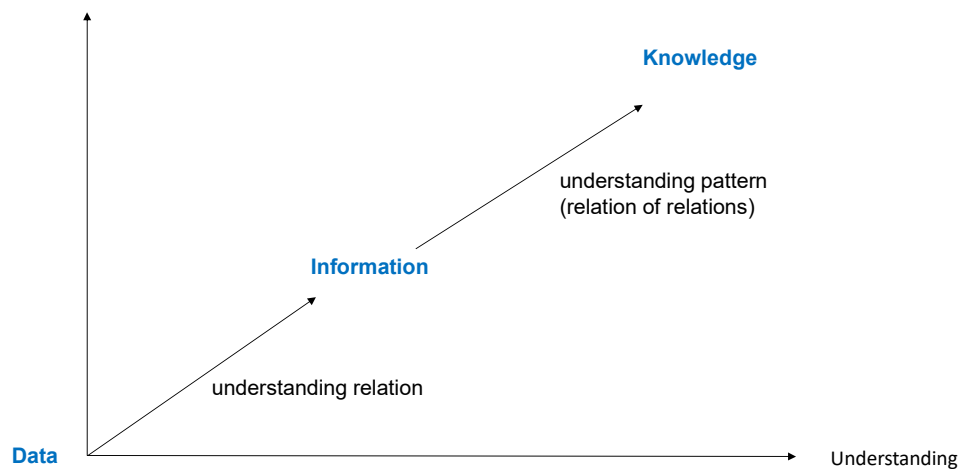 Knowledge
understanding pattern
(relation of relations)
Information
understanding relation
Data
Understanding